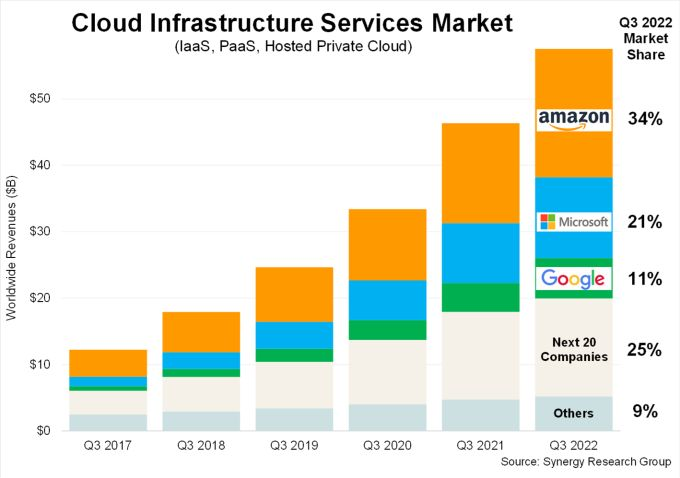 Cloud Infrastructure Services Market
(IaaS, PaaS, Hosted Private Cloud)
Q3 2022
Market
Share
Worldwide Revenues ($B)
$50
$40
$30
$20
$10
$0
amazon
34%
Microsoft
21%
Google
11%
Next 20
Companies
25%
Others
9%
Q3 2017
Q3 2018
Q3 2019
Q3 2020
Q3 2021
Q3 2022
Source: Synergy Research Group